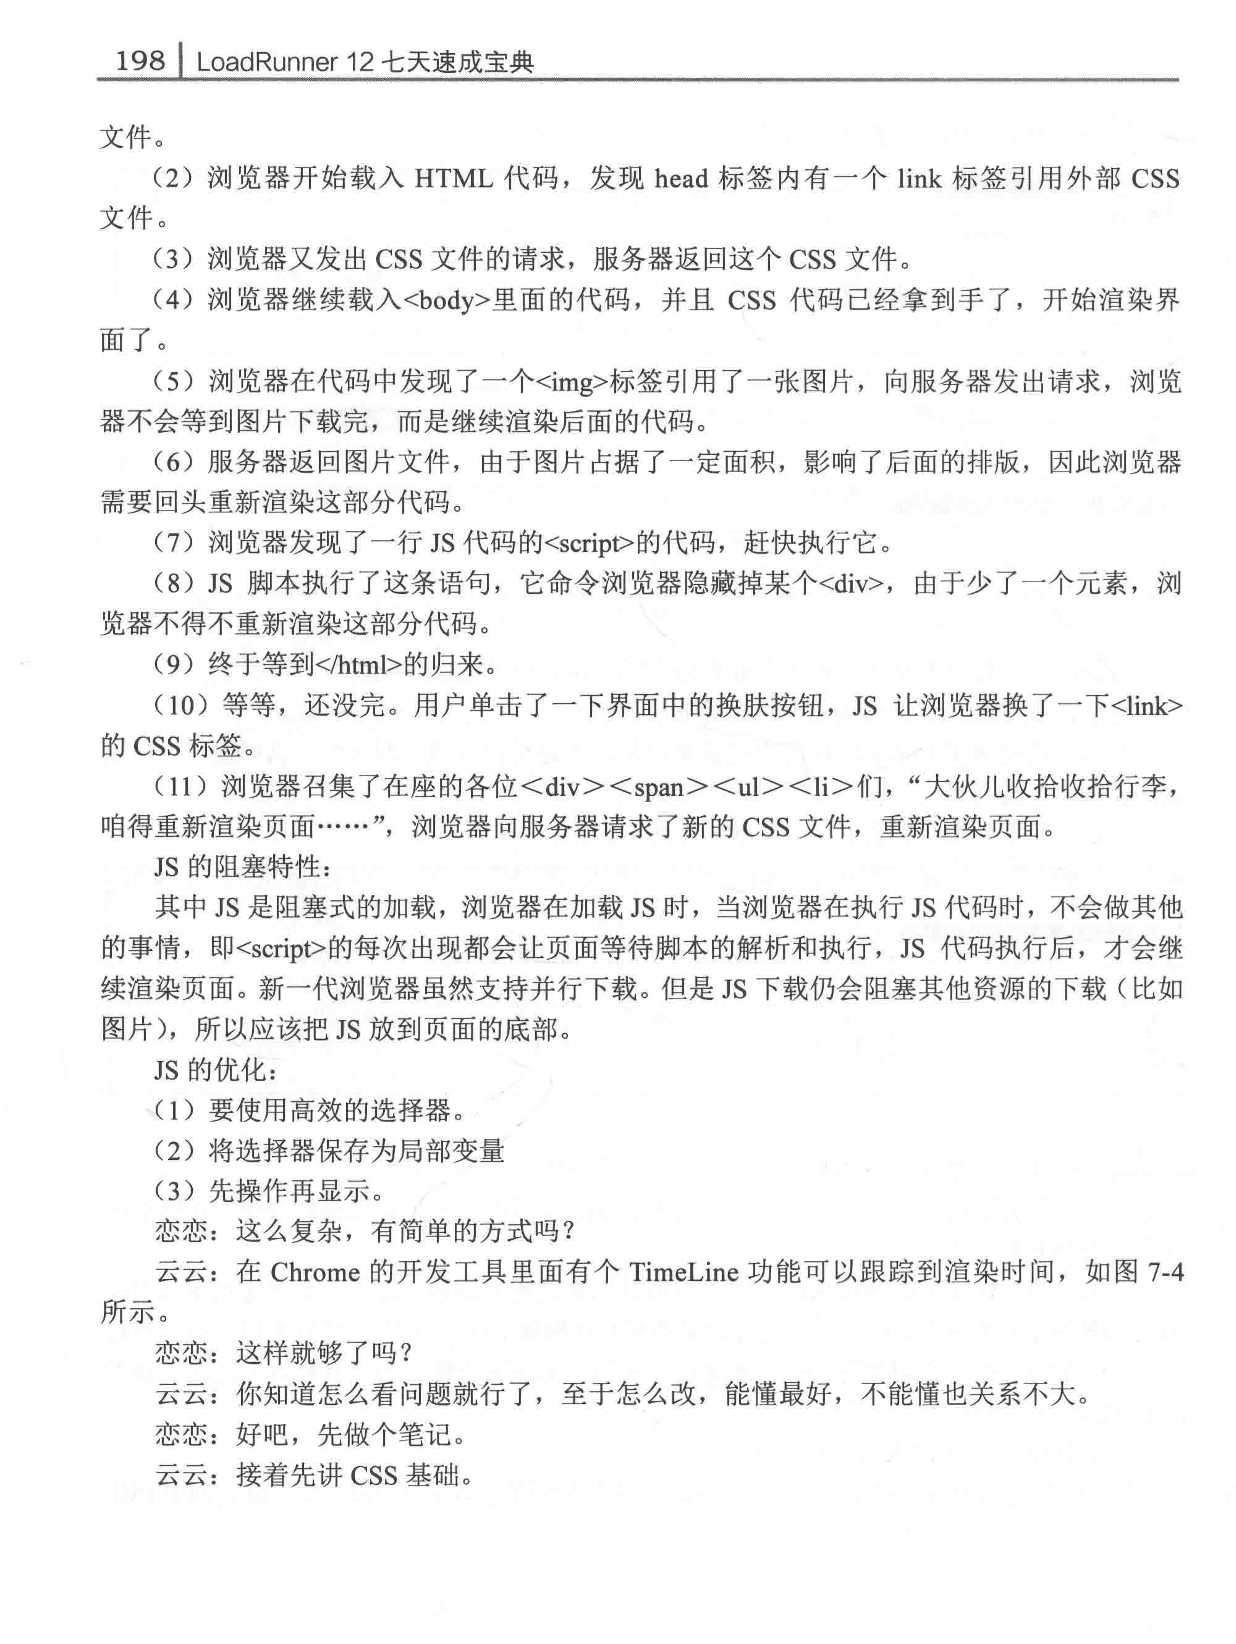 198 LoadRunner 12 七天速成宝典
文件。
（2）浏览器开始载入 HTML 代码，发现 head 标签内有一个 link 标签引用外部 CSS
文件。
（3）浏览器又发出 CSS 文件的请求，服务器返回这个 CSS 文件。
（4）浏览器继续载入<body>里面的代码，并且 CSS 代码已经拿到手了，开始渲染界
面了。
（5）浏览器在代码中发现了一个<img>标签引用了一张图片，向服务器发出请求，浏览
器不会等到图片下载完，而是继续渲染后面的代码。
（6）服务器返回图片文件，由于图片占据了一定面积，影响了后面的排版，因此浏览器
需要回头重新渲染这部分代码。
（7）浏览器发现了一行 JS 代码的<script>的代码，赶快执行它。
（8）JS 脚本执行了这条语句，它命令浏览器隐藏掉某个<div>，由于少了一个元素，浏
览器不得不重新渲染这部分代码。
（9）终于等到</html>的归来。
（10）等等，还没完。用户单击了一下界面中的换肤按钮，JS 让浏览器换了一下<link>
的 CSS 标签。
（11）浏览器召集了在座的各位＜div＞＜span＞＜ul＞＜li＞们，“大伙儿收拾收拾行李，
咱得重新渲染页面……”，浏览器向服务器请求了新的 CSS 文件，重新渲染页面。
JS 的阻塞特性：
其中 JS 是阻塞式的加载，浏览器在加载 JS 时，当浏览器在执行 JS 代码时，不会做其他
的事情，即<script>的每次出现都会让页面等待脚本的解析和执行，JS 代码执行后，才会继
续渲染页面。新一代浏览器虽然支持并行下载。但是 JS 下载仍会阻塞其他资源的下载（比如
图片），所以应该把 JS 放到页面的底部。
JS 的优化：
（1）要使用高效的选择器。
（2）将选择器保存为局部变量
（3）先操作再显示。
恋恋：这么复杂，有简单的方式吗？
云云：在 Chrome 的开发工具里面有个 TimeLine 功能可以跟踪到渲染时间，如图 7-4
所示。
恋恋：这样就够了吗？
云云：你知道怎么看问题就行了，至于怎么改，能懂最好，不能懂也关系不大。
恋恋：好吧，先做个笔记。
云云：接着先讲 CSS 基础。